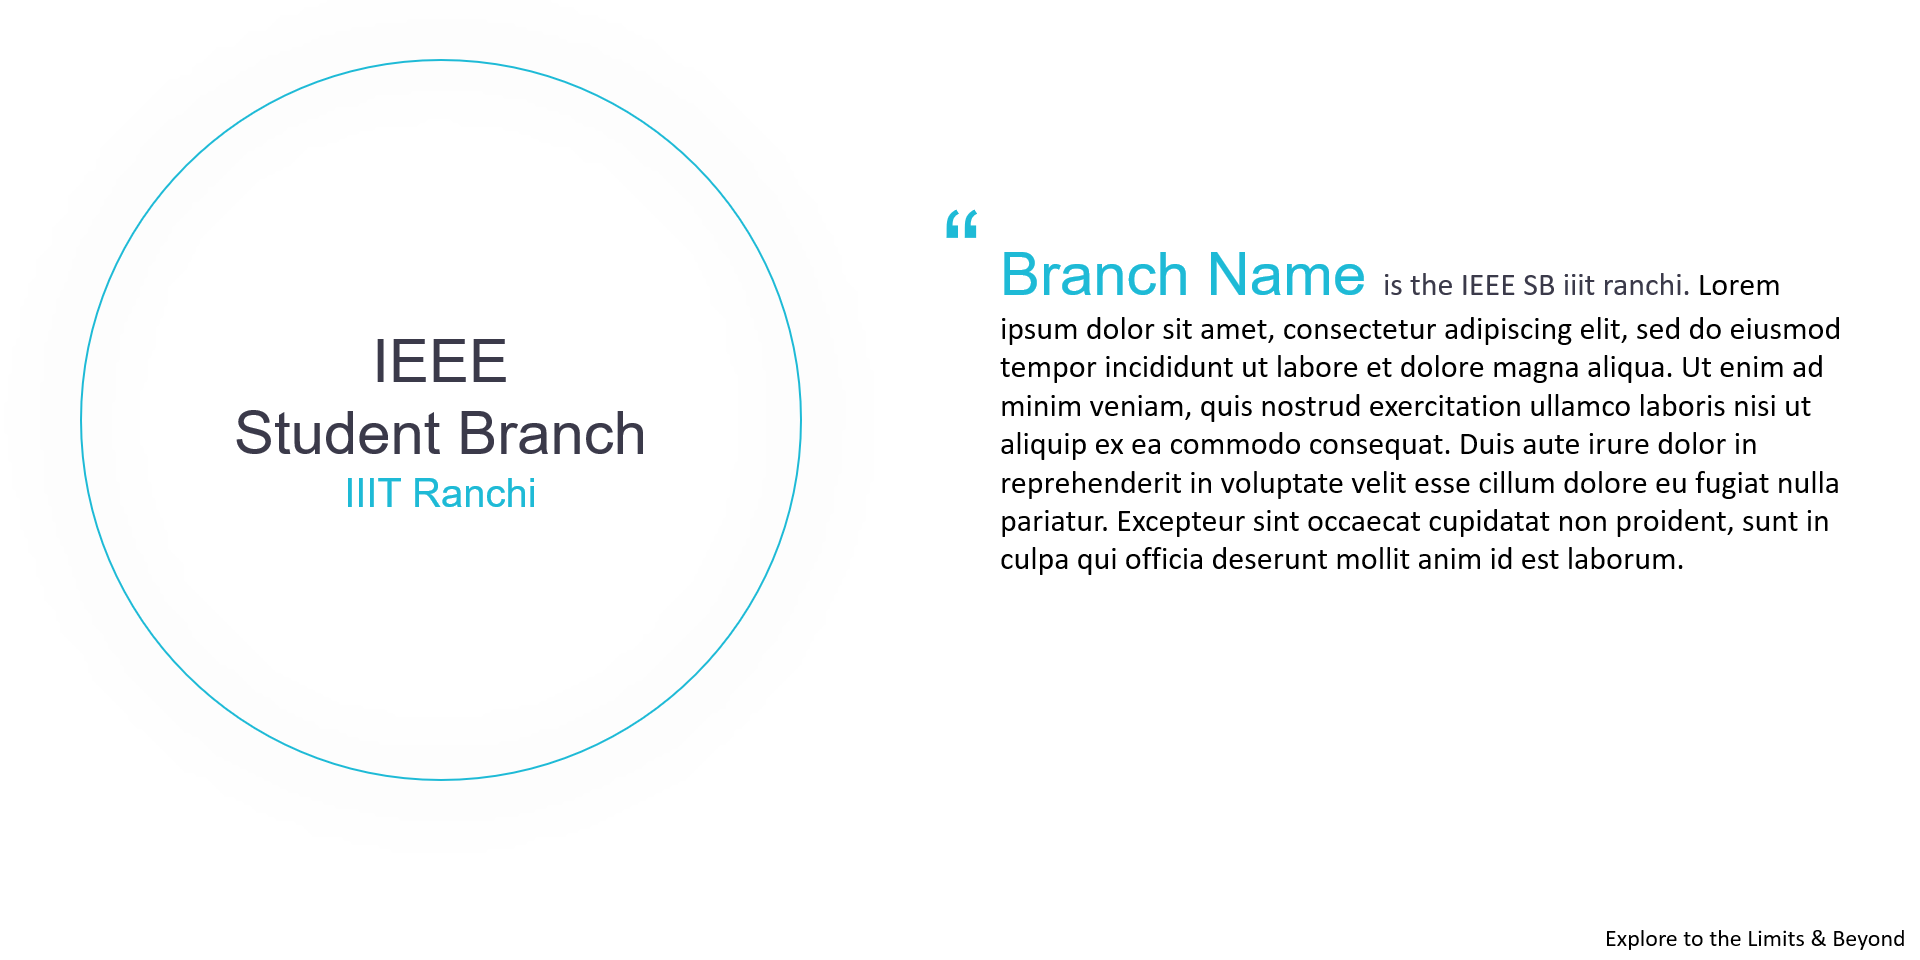 IEEE
Student Branch
IIIT Ranchi
“
Branch Name is the IEEE SB iiit ranchi. Lorem
ipsum dolor sit amet, consectetur adipiscing elit, sed do eiusmod
tempor incididunt ut labore et dolore magna aliqua. Ut enim ad
minim veniam, quis nostrud exercitation ullamco laboris nisi ut
aliquip ex ea commodo consequat. Duis aute irure dolor in
reprehenderit in voluptate velit esse cillum dolore eu fugiat nulla
pariatur. Excepteur sint occaecat cupidatat non proident, sunt in
culpa qui officia deserunt mollit anim id est laborum.
Explore to the Limits & Beyond